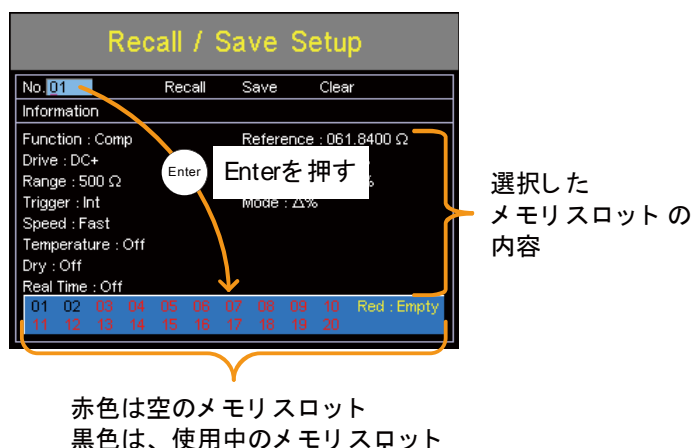 Recall / Save Setup
No. 01 Recall Save Clear
Information
Function : Comp Reference : 061.8400 Ω
Drive : DC+
Range : 500 Ω %
Trigger : Int Mode : Δ%
Speed : Fast
Temperature : Off
Dry : Off
Real Time : Off
Enter
Enterを押す
01 02 03 04 05 06 07 08 09 10 Red : Empty
11 12 13 14 15 16 17 18 19 20
選択した
メモリスロットの
内容
赤色は空のメモリスロット
黒色は、使用中のメモリスロット